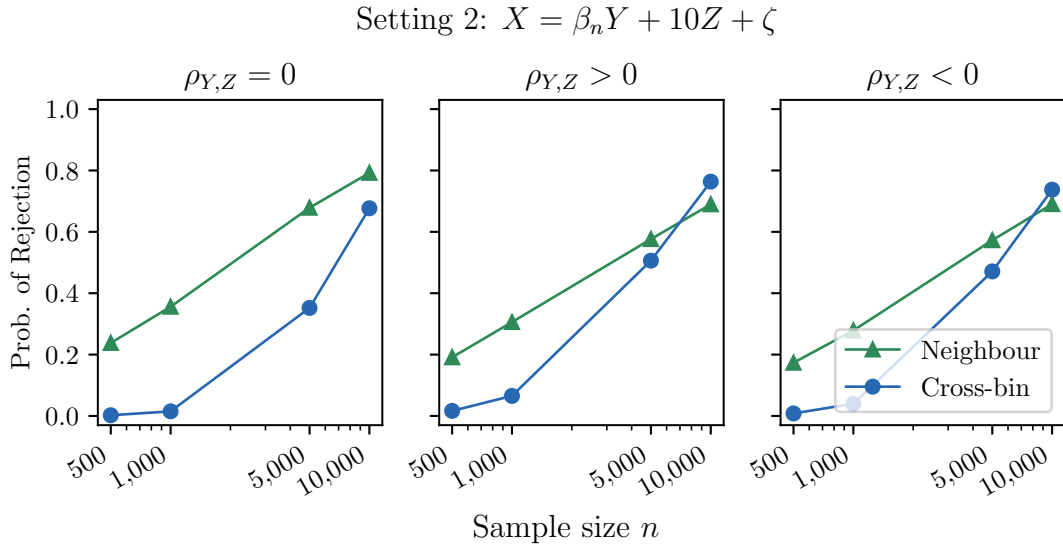 Setting 2: X = βₙY + 10Z + ζ
ρ_{Y,Z} = 0
ρ_{Y,Z} > 0
ρ_{Y,Z} < 0
Prob. of Rejection
1.0
0.8
0.6
0.4
0.2
0.0
500
1,000
5,000
10,000
500
1,000
5,000
10,000
500
1,000
5,000
10,000
Neighbour
Cross-bin
Sample size n